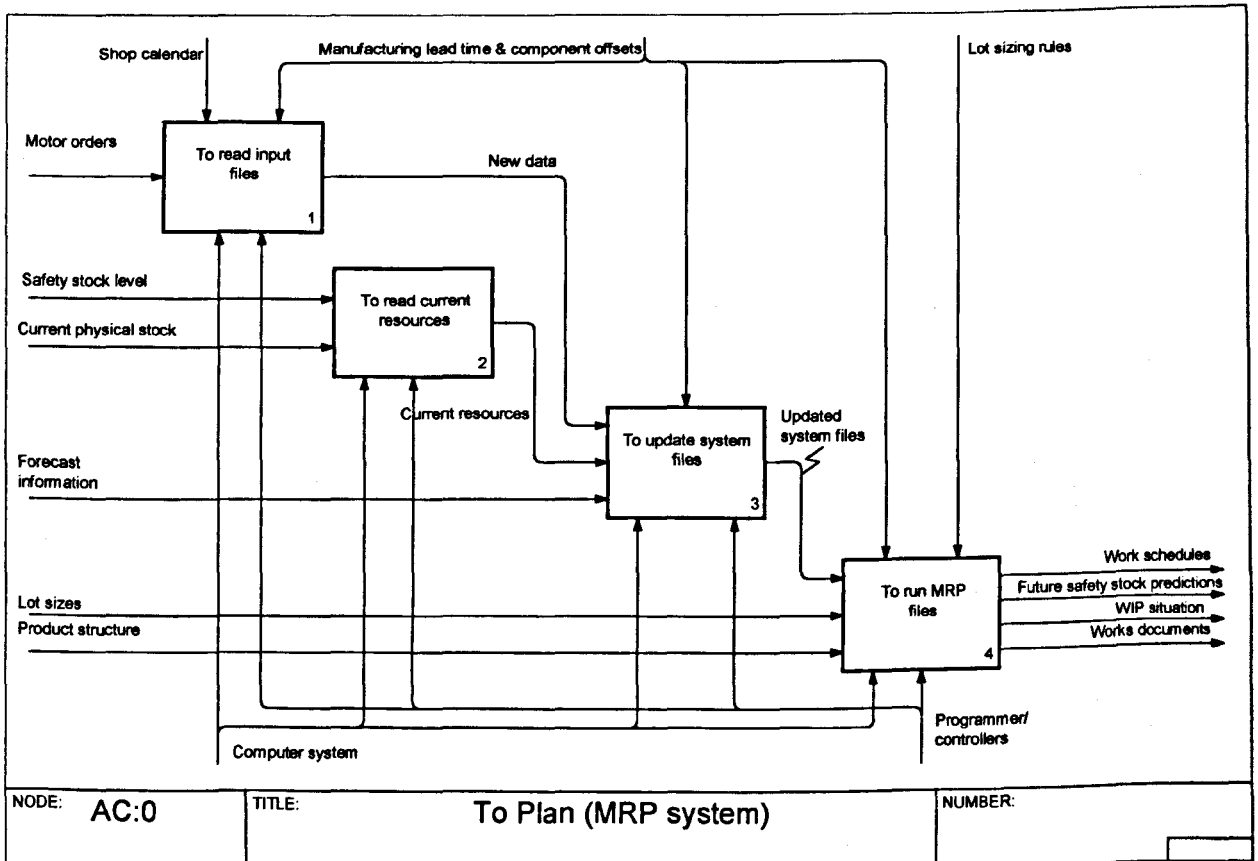 Shop calendar
Manufacturing lead time & component offsets
Lot sizing rules
Motor orders
To read input
files
1
New data
Safety stock level
Current physical stock
To read current
resources
2
Current resources
To update system
files
3
Updated
system files
Forecast
information
Lot sizes
Product structure
To run MRP
files
4
Work schedules
Future safety stock predictions
WIP situation
Works documents
Computer system
Programmer/
controllers
NODE: AC:0
TITLE: To Plan (MRP system)
NUMBER: